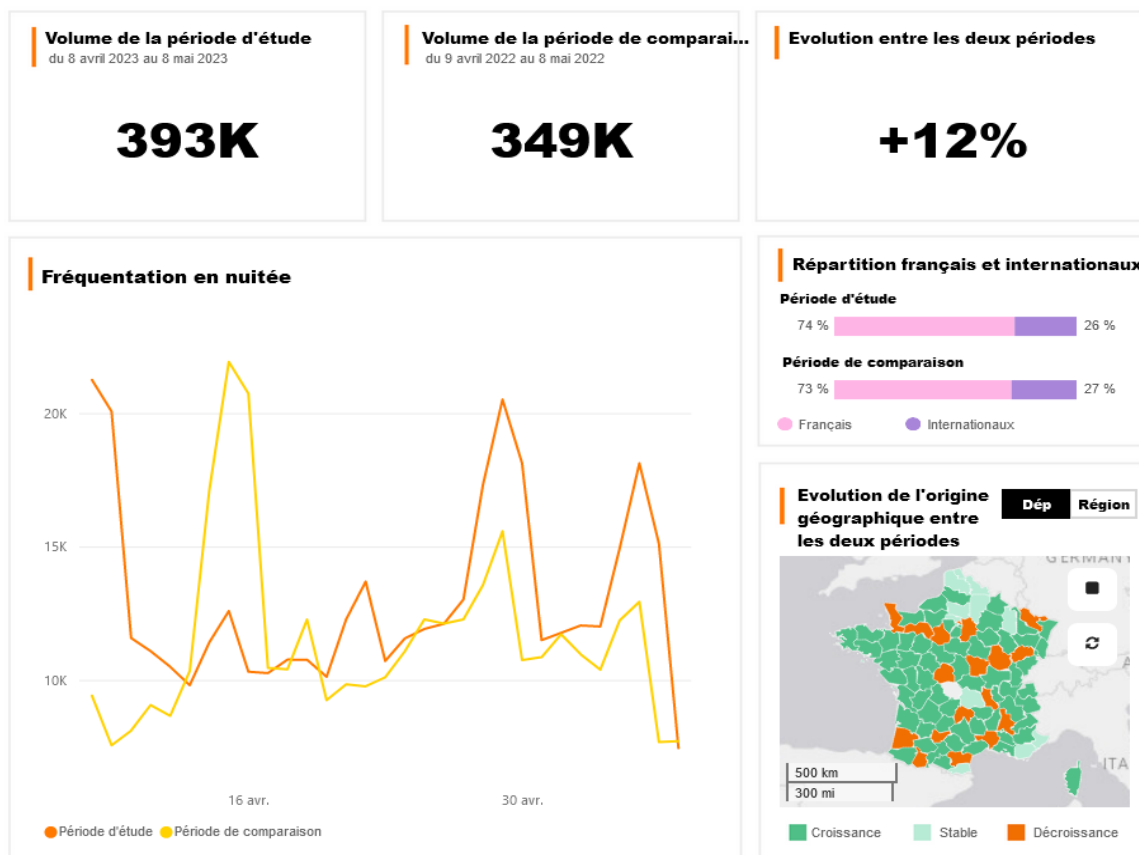 Volume de la période d'étude
du 8 avril 2023 au 8 mai 2023
393K
Volume de la période de comparai...
du 9 avril 2022 au 8 mai 2022
349K
Evolution entre les deux périodes
+12%
Fréquentation en nuitée
20K
15K
10K
16 avr.
30 avr.
Période d'étude
Période de comparaison
Répartition français et internationaux
Période d'étude
74 %
26 %
Période de comparaison
73 %
27 %
Français
Internationaux
Evolution de l'origine
géographique entre
les deux périodes
Dép
Région
GERMANY
ITA
500 km
300 mi
Croissance
Stable
Décroissance